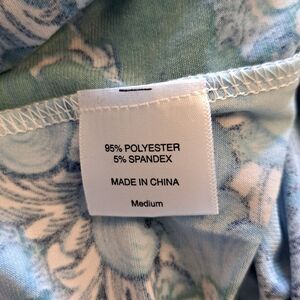 95% POLYESTER
5% SPANDEX
MADE IN CHINA
Medium